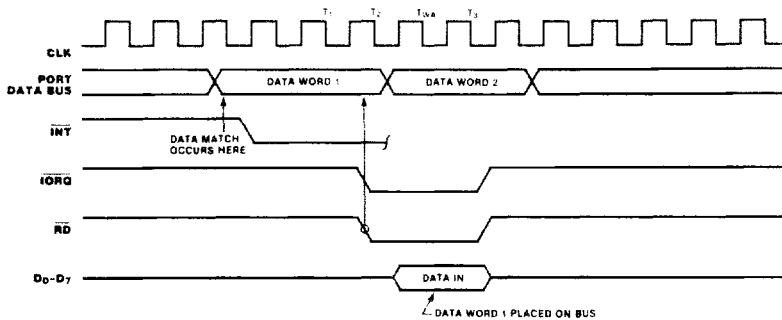 T1 T2 TWA T3
CLK
PORT
DATA BUS
DATA WORD 1
DATA WORD 2
INT
DATA MATCH
OCCURS HERE
IORQ
RD
D0-D7
DATA IN
DATA WORD 1 PLACED ON BUS